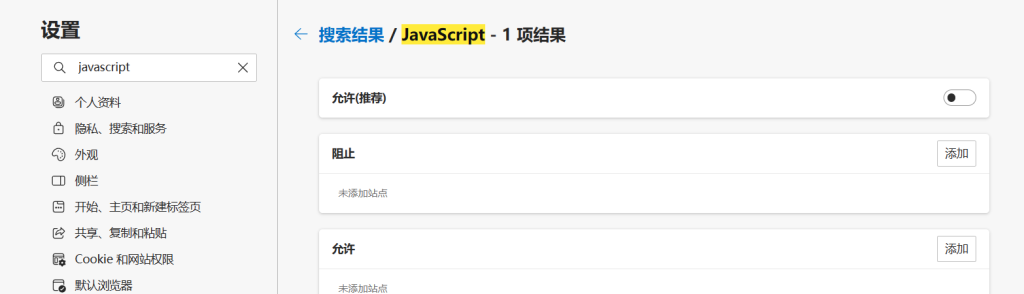 设置
javascript
个人资料
隐私、搜索和服务
外观
侧栏
开始、主页和新建标签页
共享、复制和粘贴
Cookie 和网站权限
默认浏览器
搜索结果 / JavaScript - 1 项结果
允许(推荐)
阻止 添加
未添加站点
允许 添加
未添加站点